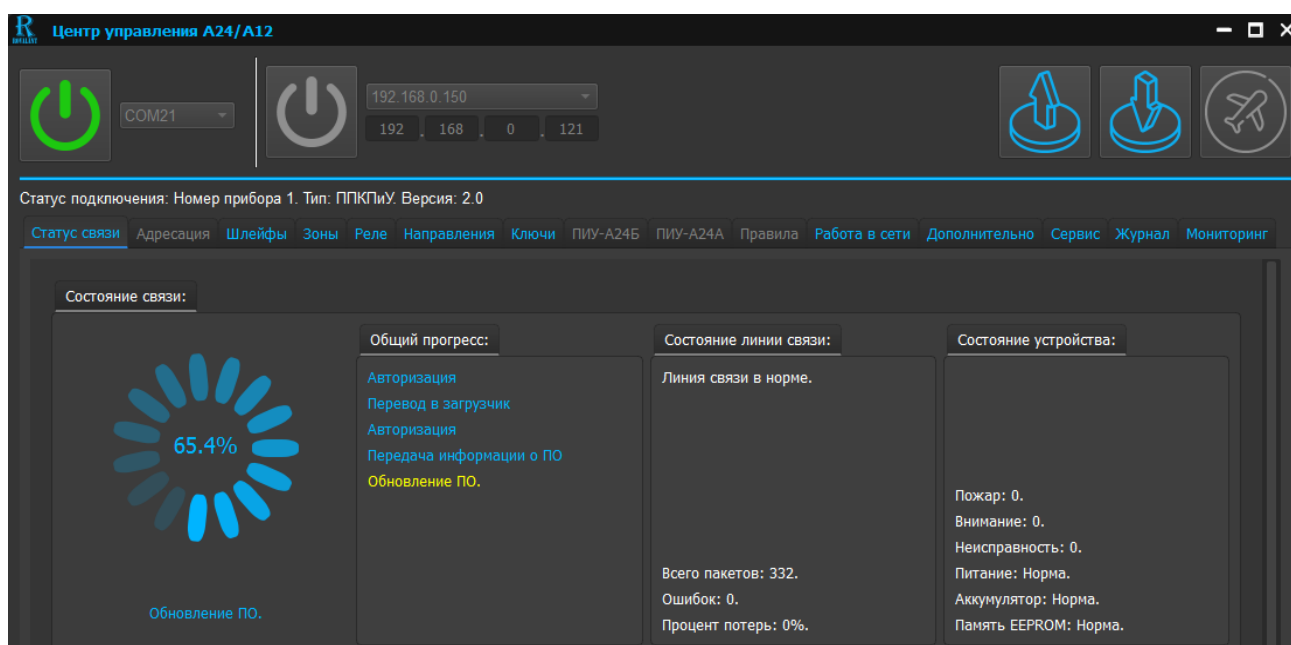 R
ROVALANT
Центр управления А24/А12
COM21
192.168.0.150
192 . 168 . 0 . 121
Статус подключения: Номер прибора 1. Тип: ППКПиУ. Версия: 2.0
Статус связи Адресация Шлейфы Зоны Реле Направления Ключи ПИУ-А24Б ПИУ-А24А Правила Работа в сети Дополнительно Сервис Журнал Мониторинг
Состояние связи:
65.4%
Обновление ПО.
Общий прогресс:
Авторизация
Перевод в загрузчик
Авторизация
Передача информации о ПО
Обновление ПО.
Состояние линии связи:
Линия связи в норме.
Всего пакетов: 332.
Ошибок: 0.
Процент потерь: 0%.
Состояние устройства:
Пожар: 0.
Внимание: 0.
Неисправность: 0.
Питание: Норма.
Аккумулятор: Норма.
Память EEPROM: Норма.